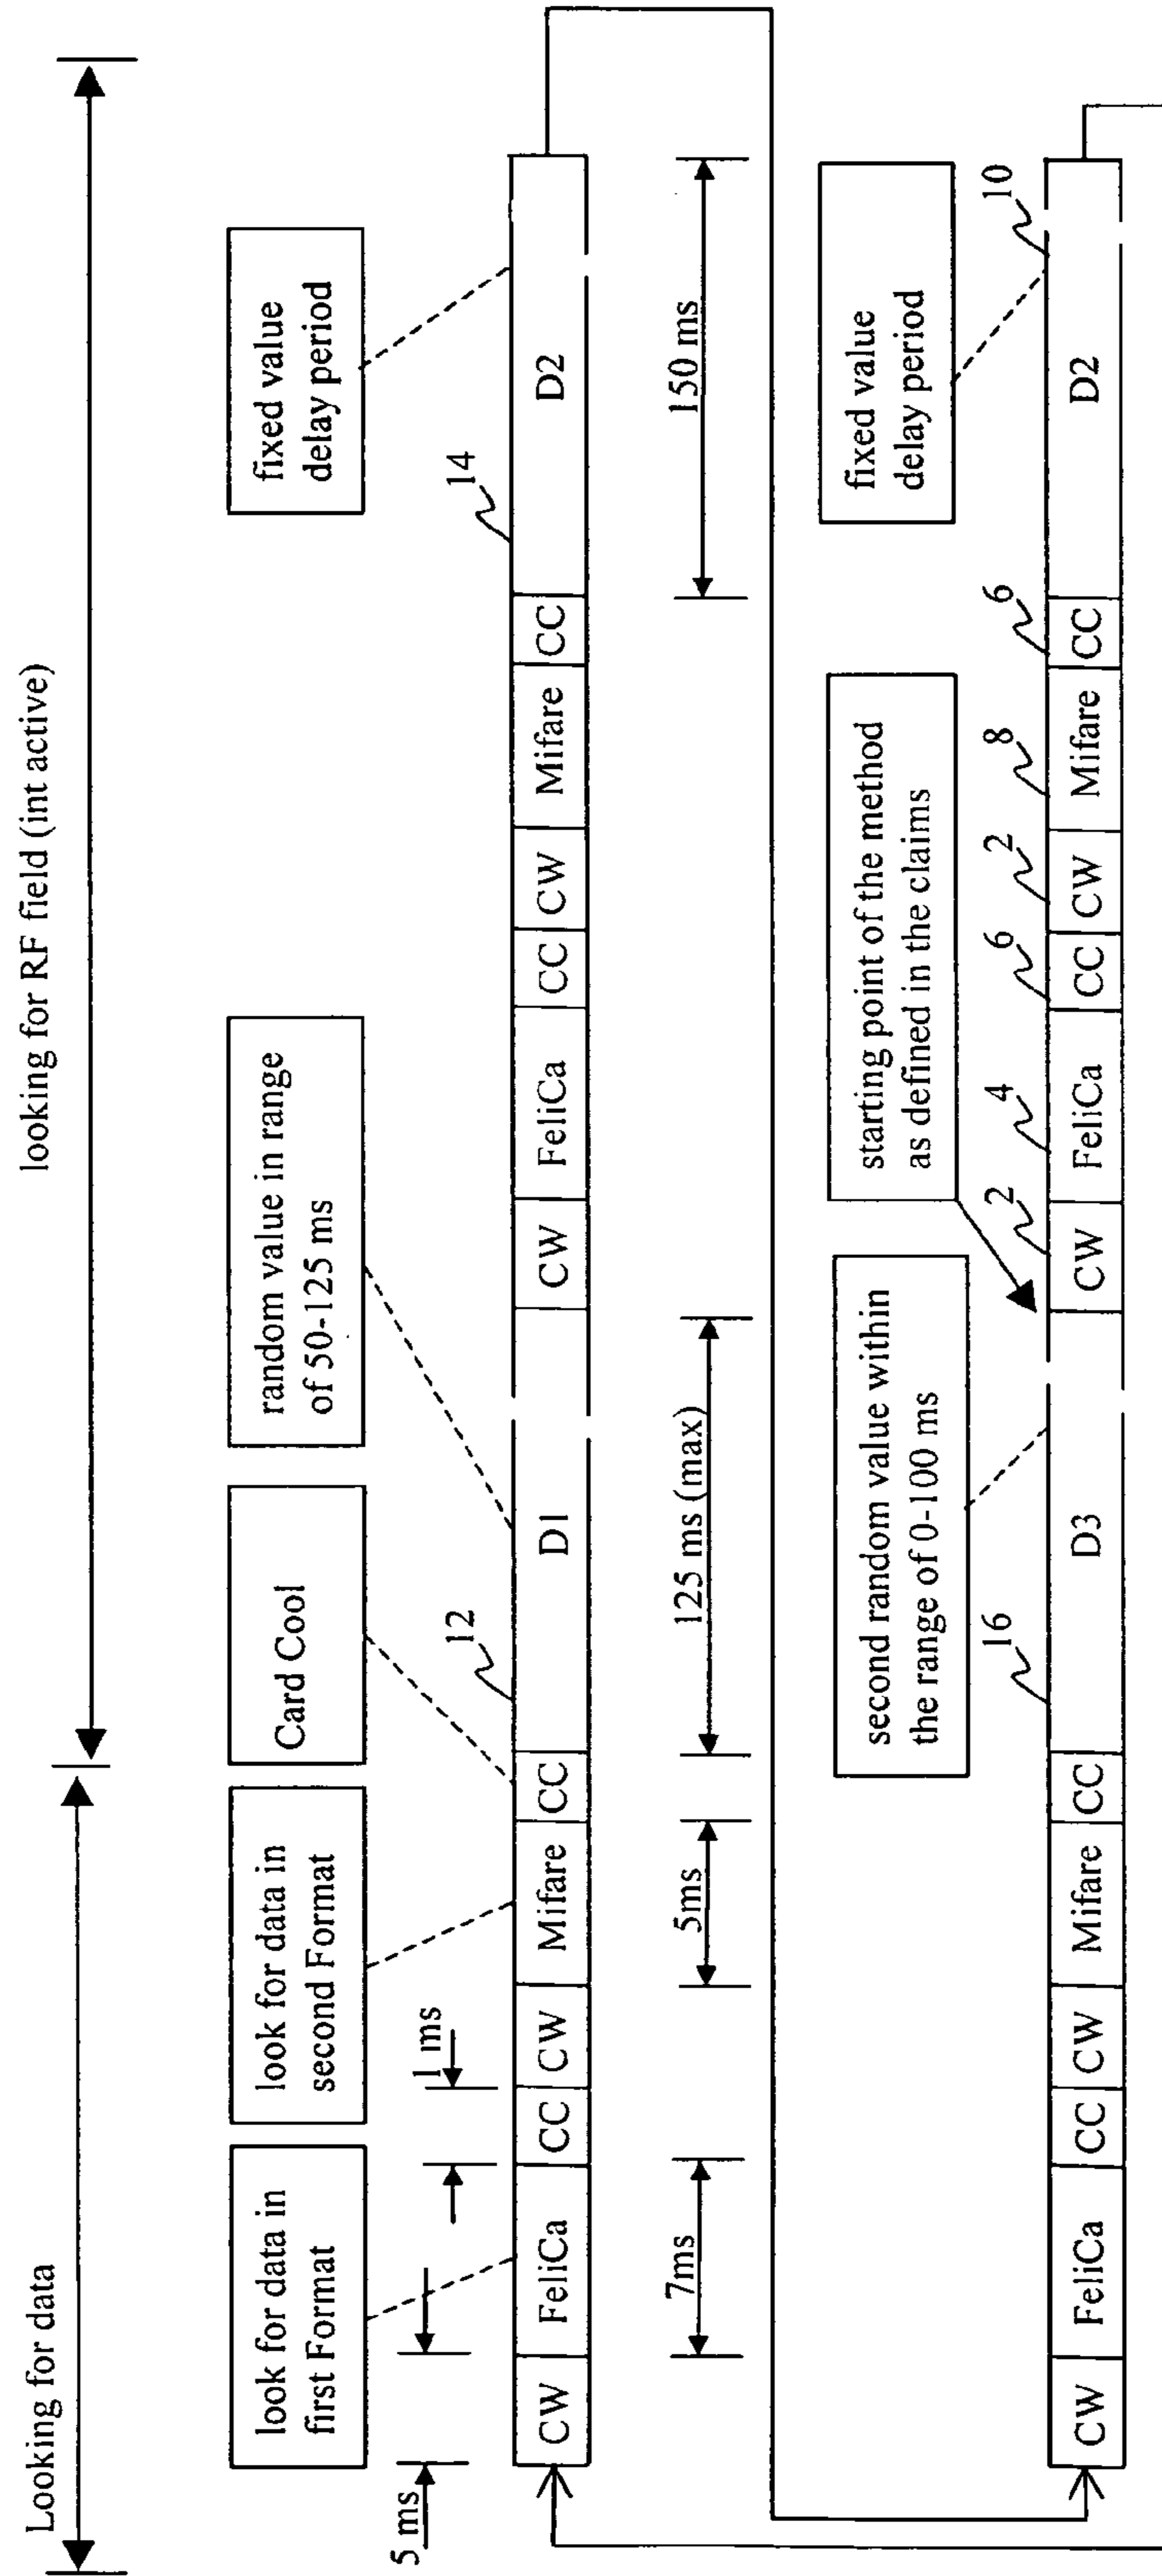 looking for RF field (int active)
Looking for data
look for data in
first Format
look for data in
second Format
Card Cool
random value in range
of 50-125 ms
fixed value
delay period
5 ms
1 ms
12
14
CW
FeliCa
CC
CW
Mifare
CC
D1
CW
FeliCa
CC
CW
Mifare
CC
D2
7ms
5ms
125 ms (max)
150 ms
second random value within
the range of 0-100 ms
starting point of the method
as defined in the claims
fixed value
delay period
16
2
4
6
2
8
6
10
CW
FeliCa
CC
CW
Mifare
CC
D3
CW
FeliCa
CC
CW
Mifare
CC
D2